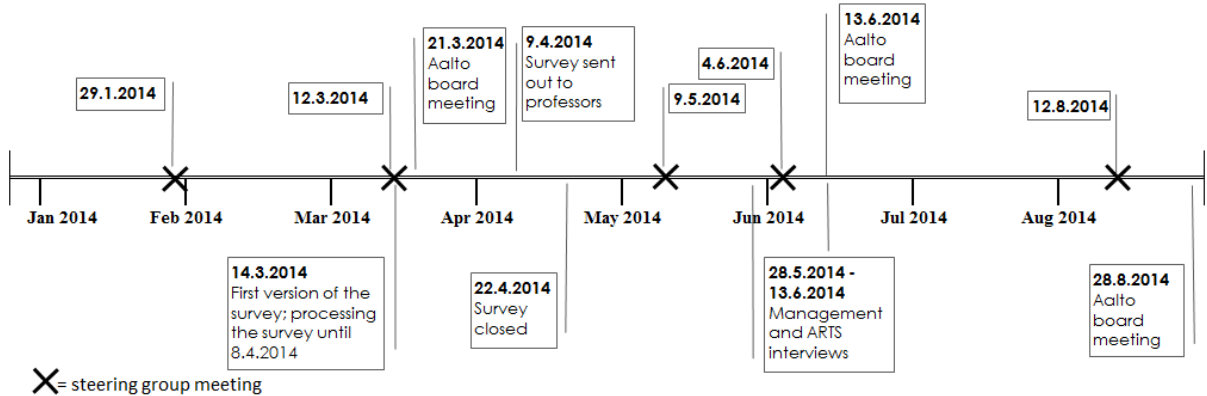 29.1.2014
12.3.2014
21.3.2014
Aalto
board
meeting
9.4.2014
Survey sent
out to
professors
4.6.2014
9.5.2014
13.6.2014
Aalto
board
meeting
12.8.2014
Jan 2014
Feb 2014
Mar 2014
Apr 2014
May 2014
Jun 2014
Jul 2014
Aug 2014
14.3.2014
First version of the
survey; processing
the survey until
8.4.2014
22.4.2014
Survey
closed
28.5.2014 -
13.6.2014
Management
and ARTS
interviews
28.8.2014
Aalto
board
meeting
= steering group meeting